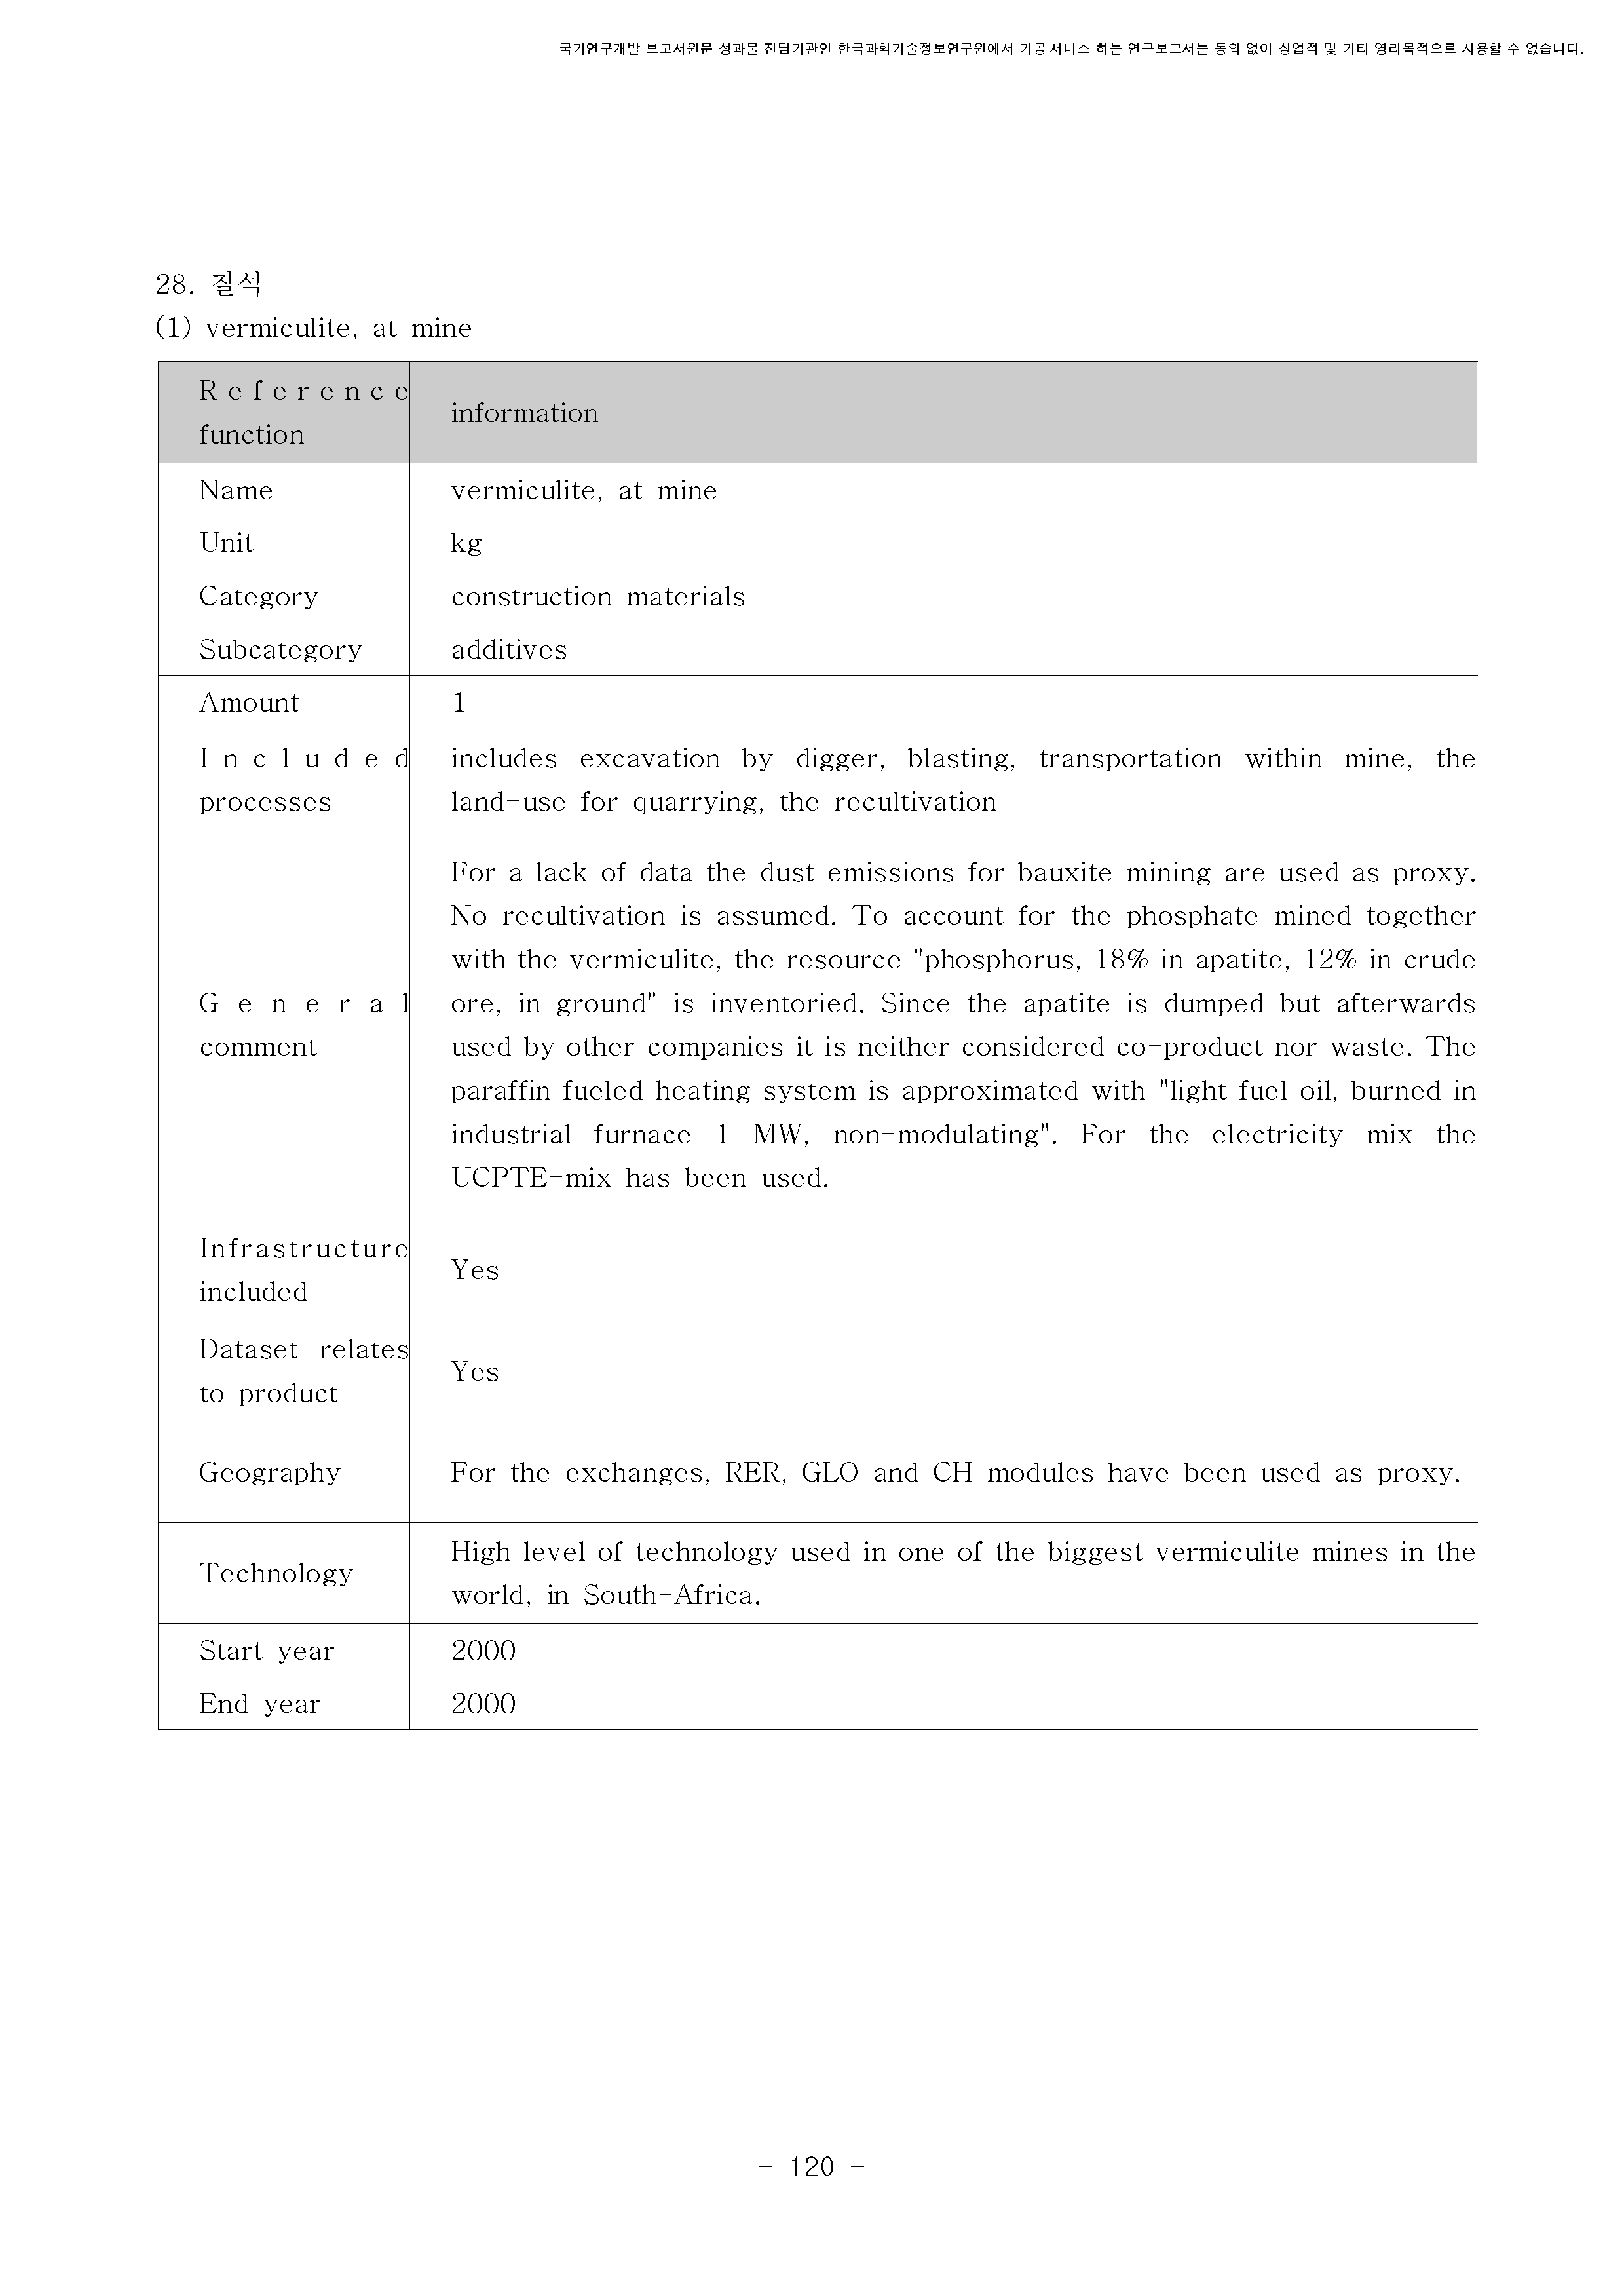 국가연구개발 보고서원문 성과물 전담기관인 한국과학기술정보연구원에서 가공·서비스 하는 연구보고서는 동의 없이 상업적 및 기타 영리목적으로 사용할 수 없습니다.
28. 질석
(1) vermiculite, at mine
Reference
function
information
Name
vermiculite, at mine
Unit
kg
Category
construction materials
Subcategory
additives
Amount
1
Included
processes
includes excavation by digger, blasting, transportation within mine, the
land-use for quarrying, the recultivation
General
comment
For a lack of data the dust emissions for bauxite mining are used as proxy.
No recultivation is assumed. To account for the phosphate mined together
with the vermiculite, the resource "phosphorus, 18% in apatite, 12% in crude
ore, in ground" is inventoried. Since the apatite is dumped but afterwards
used by other companies it is neither considered co-product nor waste. The
paraffin fueled heating system is approximated with "light fuel oil, burned in
industrial furnace 1 MW, non-modulating". For the electricity mix the
UCPTE-mix has been used.
Infrastructure
included
Yes
Dataset relates
to product
Yes
Geography
For the exchanges, RER, GLO and CH modules have been used as proxy.
Technology
High level of technology used in one of the biggest vermiculite mines in the
world, in South-Africa.
Start year
2000
End year
2000
- 120 -